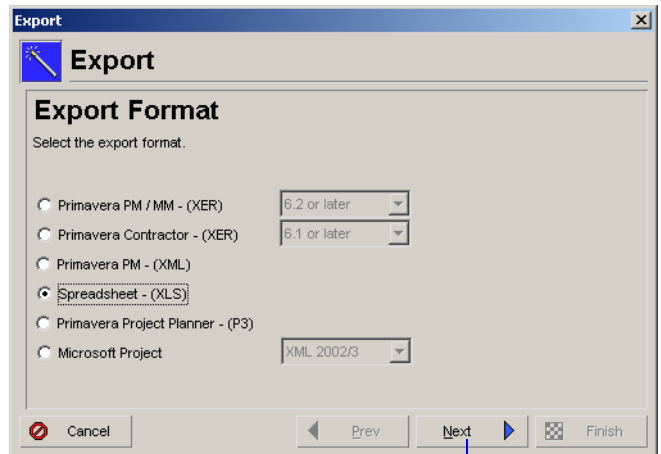 Export
Export
Export Format
Select the export format.
Primavera PM / MM - (XER) 6.2 or later
Primavera Contractor - (XER) 6.1 or later
Primavera PM - (XML)
Spreadsheet - (XLS)
Primavera Project Planner - (P3)
Microsoft Project XML 2002/3
Cancel Prev Next Finish